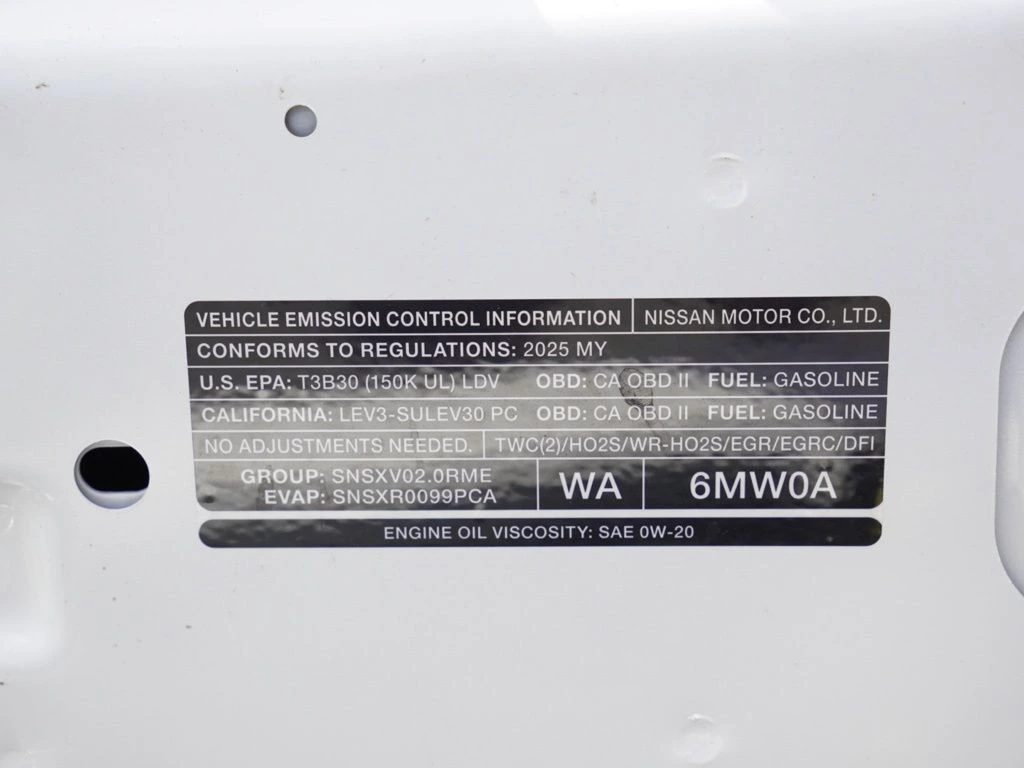 VEHICLE EMISSION CONTROL INFORMATION NISSAN MOTOR CO., LTD.
CONFORMS TO REGULATIONS: 2025 MY
U.S. EPA: T3B30 (150K UL) LDV OBD: CA OBD II FUEL: GASOLINE
CALIFORNIA: LEV3-SULEV30 PC OBD: CA OBD II FUEL: GASOLINE
NO ADJUSTMENTS NEEDED. TWC(2)/HO2S/WR-HO2S/EGR/EGRC/DFI
GROUP: SNSXV02.0RME
EVAP: SNSXR0099PCA
WA
6MW0A
ENGINE OIL VISCOSITY: SAE 0W-20